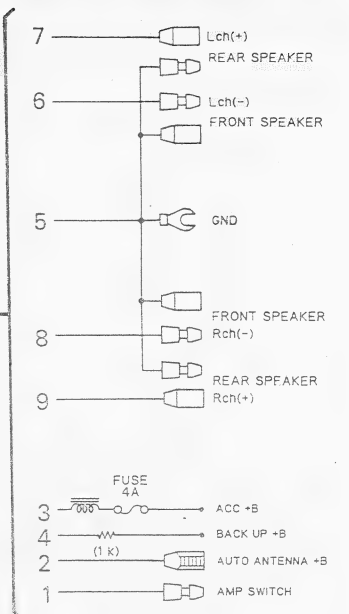 7 Lch(+)
REAR SPEAKER
6 Lch(-)
FRONT SPEAKER
5 GND
FRONT SPEAKER
8 Rch(-)
REAR SPEAKER
9 Rch(+)
FUSE
4A
3 ACC +B
4 BACK UP +B
(1 K)
2 AUTO ANTENNA +B
1 AMP SWITCH